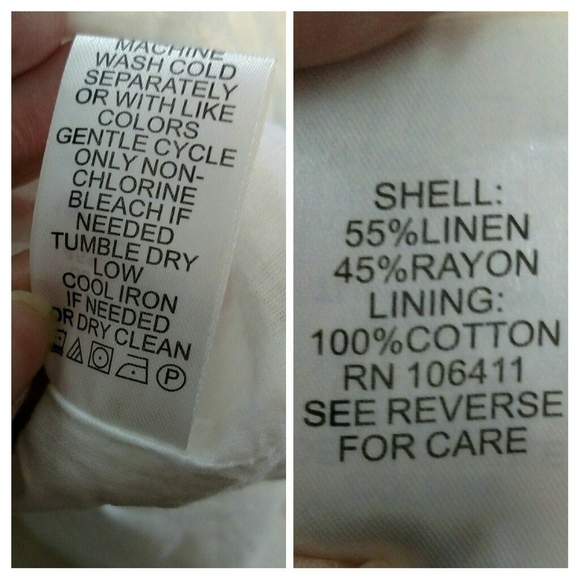 MACHINE
WASH COLD
SEPARATELY
OR WITH LIKE
COLORS
GENTLE CYCLE
ONLY NON-
CHLORINE
BLEACH IF
NEEDED
TUMBLE DRY
LOW
COOL IRON
IF NEEDED
OR DRY CLEAN
P
SHELL:
55%LINEN
45%RAYON
LINING:
100%COTTON
RN 106411
SEE REVERSE
FOR CARE